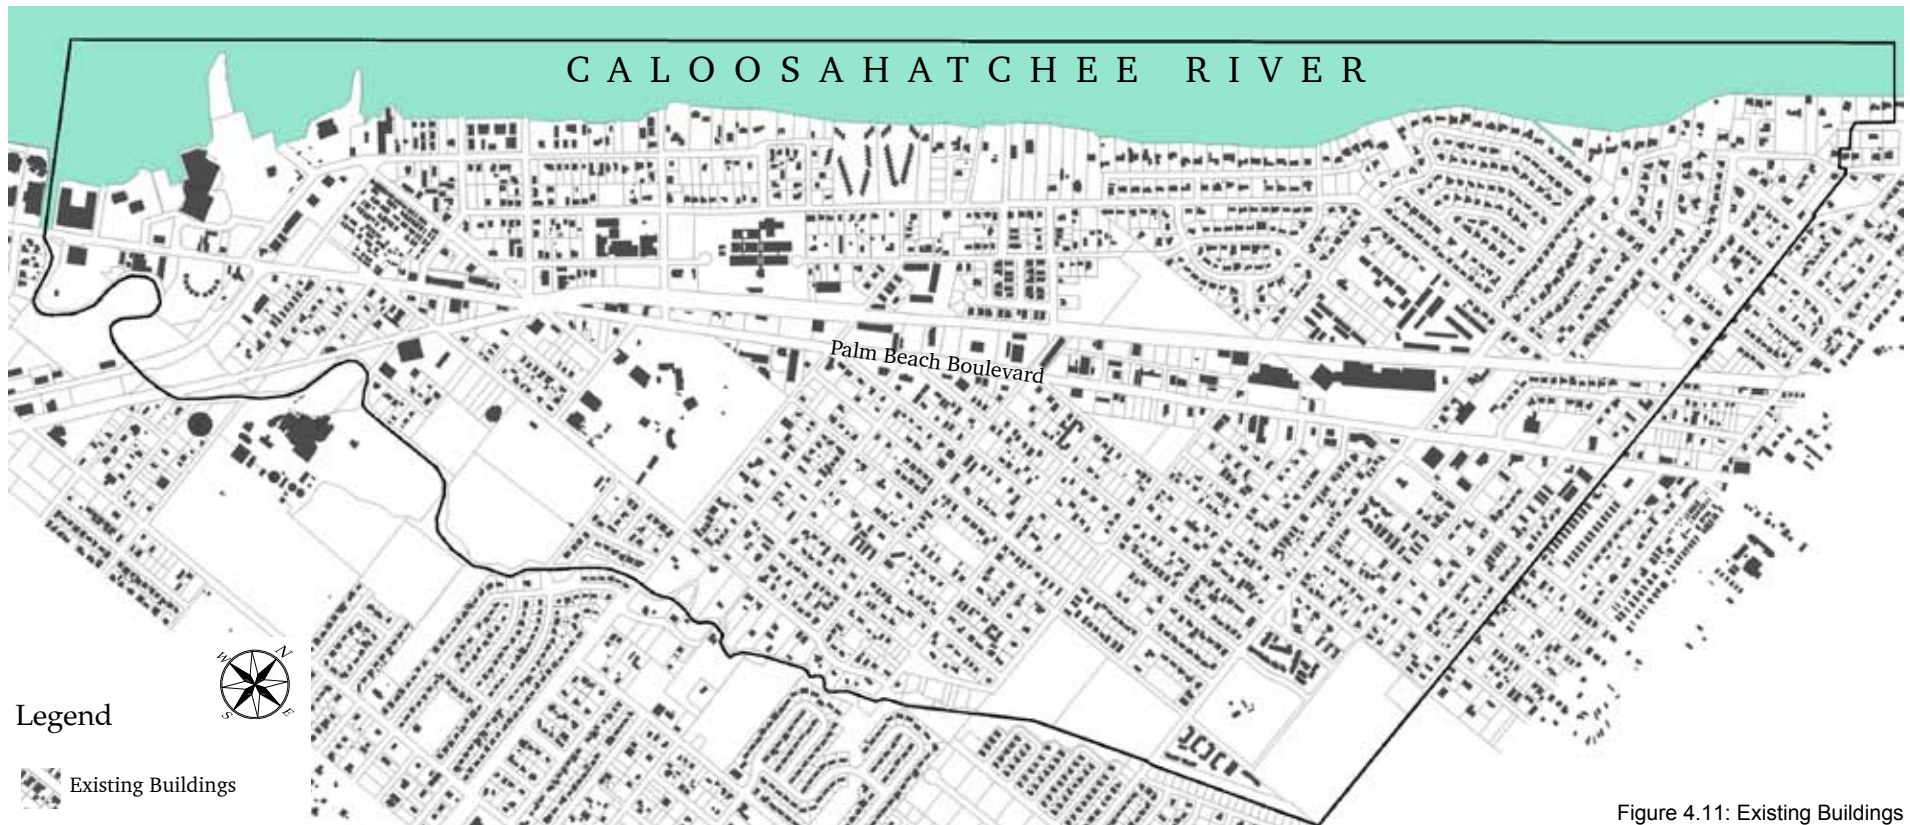 CALOOSAHATCHEE RIVER
Palm Beach Boulevard
N
W
S
E
Legend
Existing Buildings
Figure 4.11: Existing Buildings